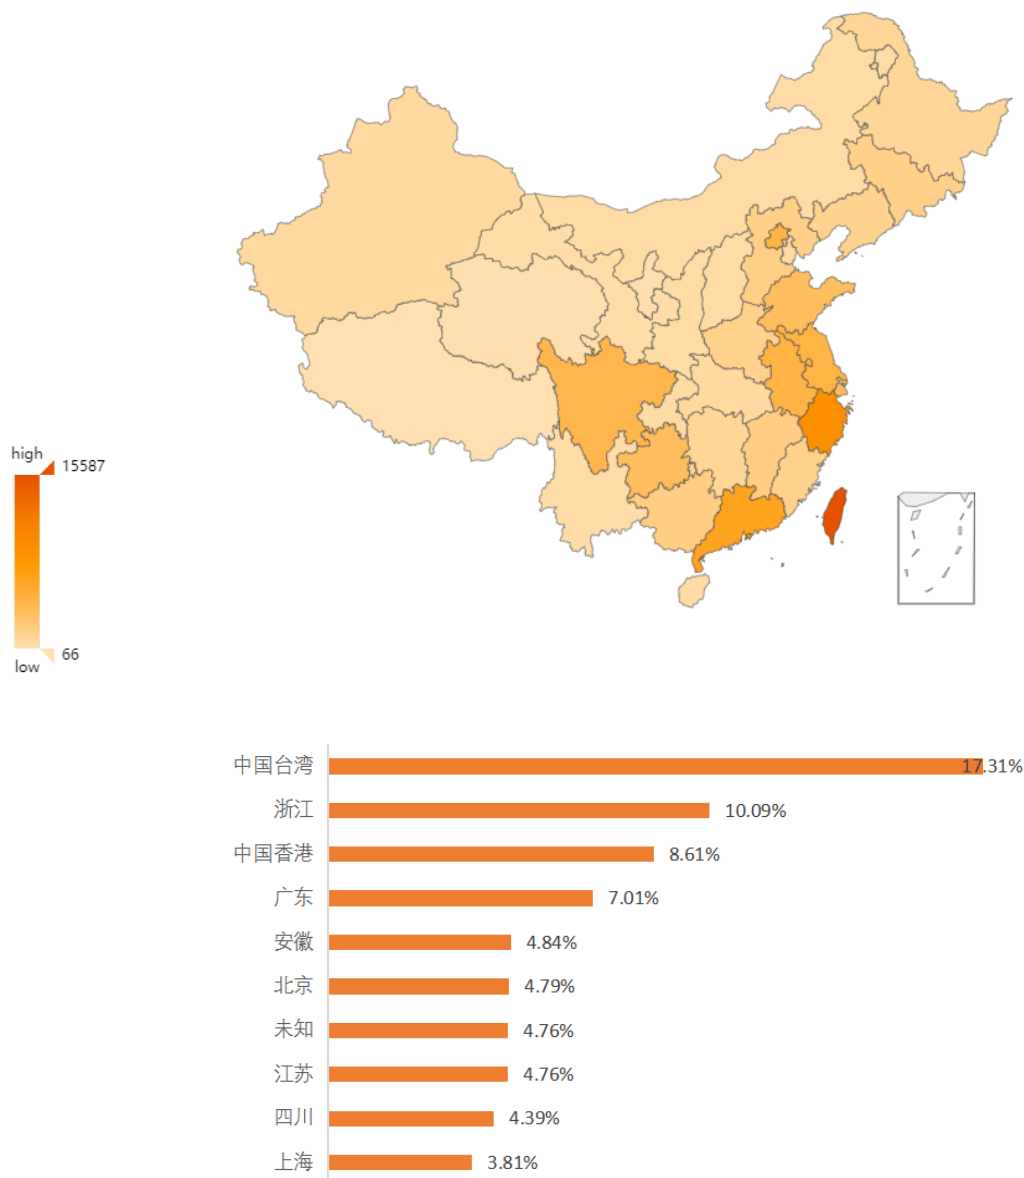 high
15587
66
low
中国台湾
17.31%
浙江
10.09%
中国香港
8.61%
广东
7.01%
安徽
4.84%
北京
4.79%
未知
4.76%
江苏
4.76%
四川
4.39%
上海
3.81%